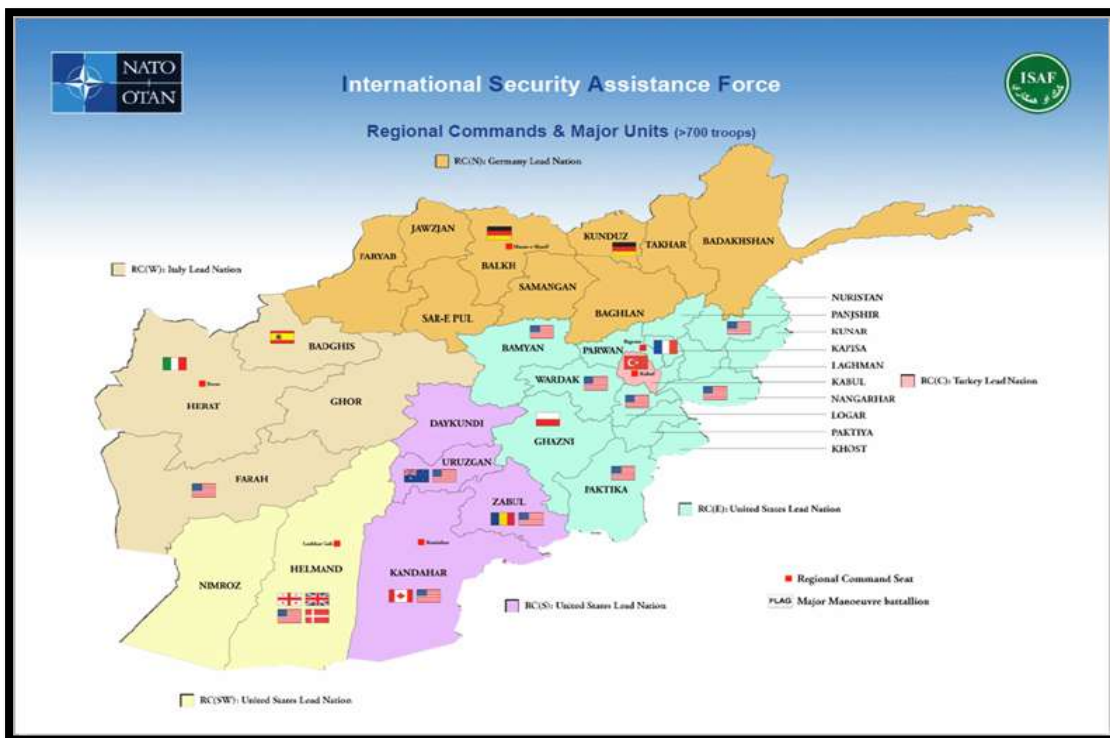 NATO
OTAN
International Security Assistance Force
ISAF
Regional Commands & Major Units (>700 troops)
RC(N): Germany Lead Nation
RC(W): Italy Lead Nation
JAWZJAN
KUNDUZ
TAKHAR
BADAKHSHAN
FARYAB
BALKH
SAMANGAN
SAR-E PUL
BAGHLAN
NURISTAN
PANJSHIR
KUNAR
KAPISA
LAGHMAN
KABUL
NANGARHAR
LOGAR
PAKTIYA
KHOST
RC(C): Turkey Lead Nation
BADGHIS
BAMYAN
PARWAN
Kabul
WARDAK
HERAT
GHOR
DAYKUNDI
GHAZNI
URUZGAN
FARAH
ZABUL
PAKTIKA
RC(E): United States Lead Nation
Kandahar
NIMROZ
HELMAND
KANDAHAR
Regional Command Seat
FLAG Major Manoeuvre battallion
RC(S): United States Lead Nation
RC(SW): United States Lead Nation